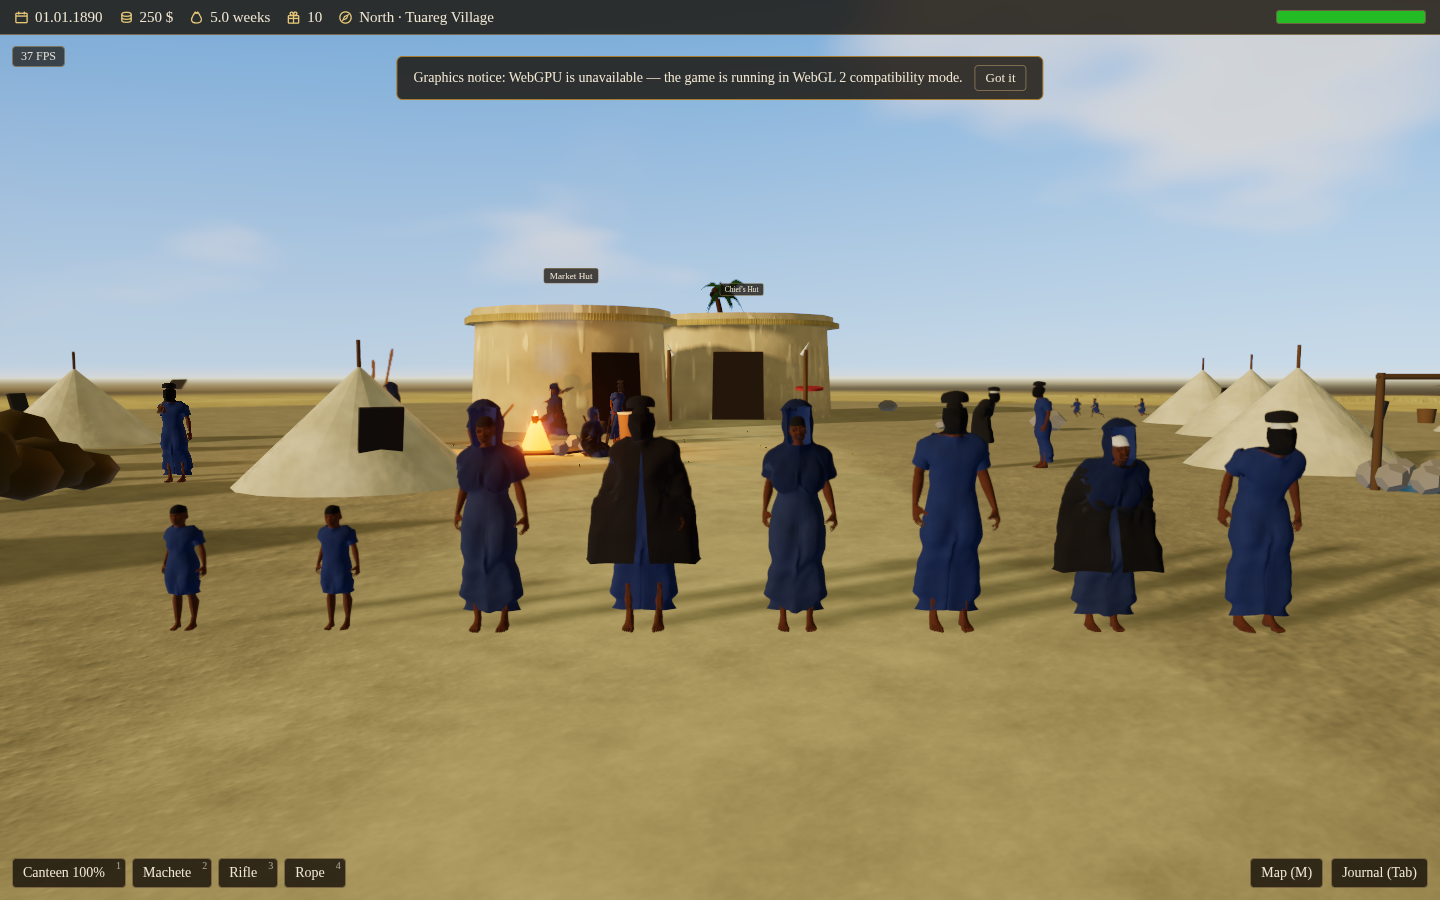 01.01.1890 250 $ 5.0 weeks 10 North · Tuareg Village
37 FPS
Graphics notice: WebGPU is unavailable — the game is running in WebGL 2 compatibility mode. Got it
Market Hut
Chief's Hut
Canteen 100% 1 Machete 2 Rifle 3 Rope 4
Map (M) Journal (Tab)